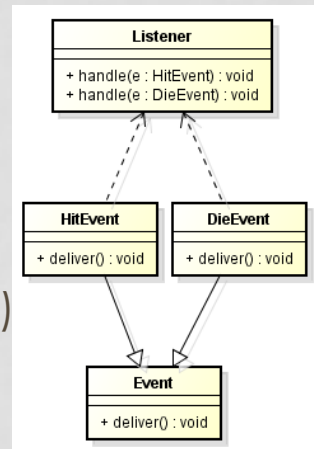 Listener
+ handle(e : HitEvent) : void
+ handle(e : DieEvent) : void
HitEvent
DieEvent
+ deliver() : void
+ deliver() : void
)
Event
+ deliver() : void